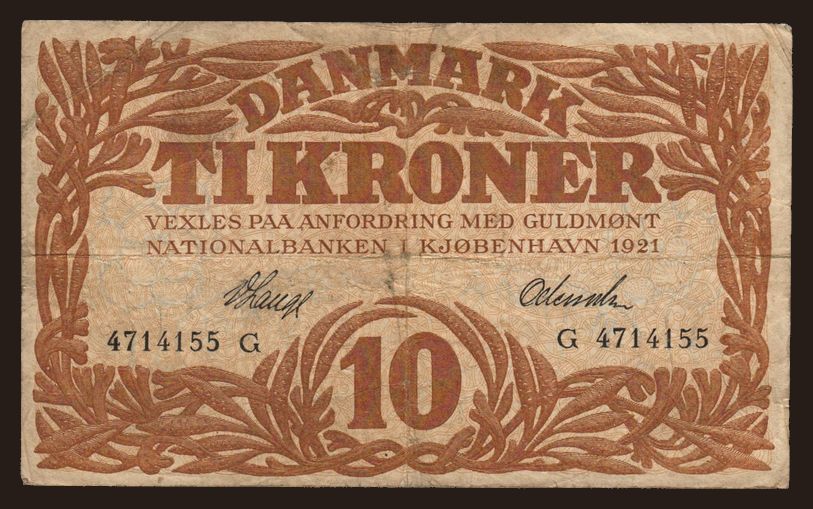 DANMARK
TI KRONER
VEXLES PAA ANFORDRING MED GULDMØNT
NATIONALBANKEN I KJØBENHAVN 1921
4714155 G
G 4714155
10